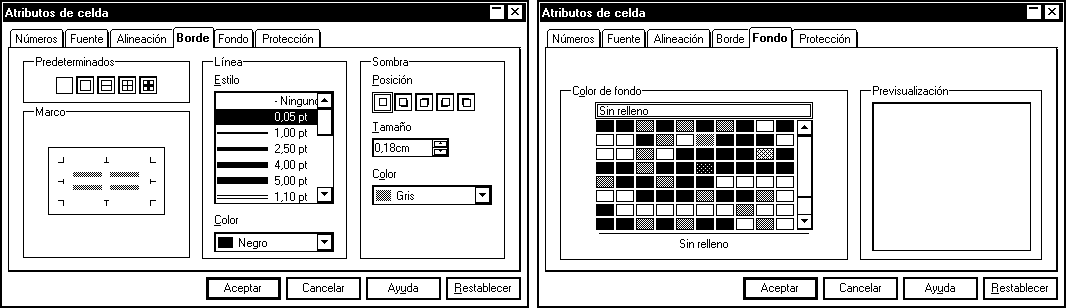 Atributos de celda
Números Fuente Alineación Borde Fondo Protección
Predeterminados
Marco
Línea
Estilo
- Ninguno
0,05 pt
1,00 pt
2,50 pt
4,00 pt
5,00 pt
1,10 pt
Color
Negro
Sombra
Posición
Tamaño
0,18cm
Color
Gris
Aceptar Cancelar Ayuda Restablecer
Atributos de celda
Números Fuente Alineación Borde Fondo Protección
Color de fondo
Sin relleno
Sin relleno
Previsualización
Aceptar Cancelar Ayuda Restablecer